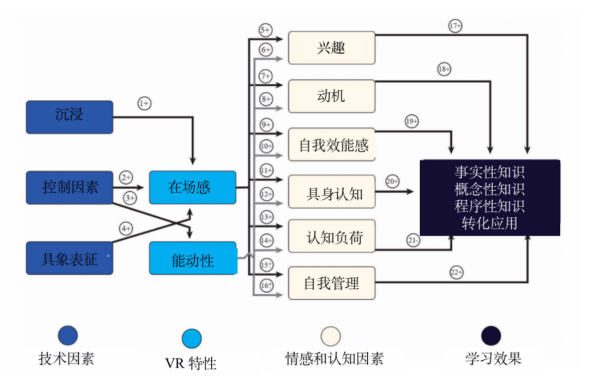 17+
5+
6+
兴趣
18+
7+
8+
动机
1+
沉浸
19+
9+
10+
自我效能感
事实性知识
概念性知识
程序性知识
转化应用
11+
12+
具身认知
20+
控制因素
2+
3+
在场感
13+
14+
认知负荷
21-
4+
具象表征
能动性
15+
16+
自我管理
22+
技术因素
VR 特性
情感和认知因素
学习效果